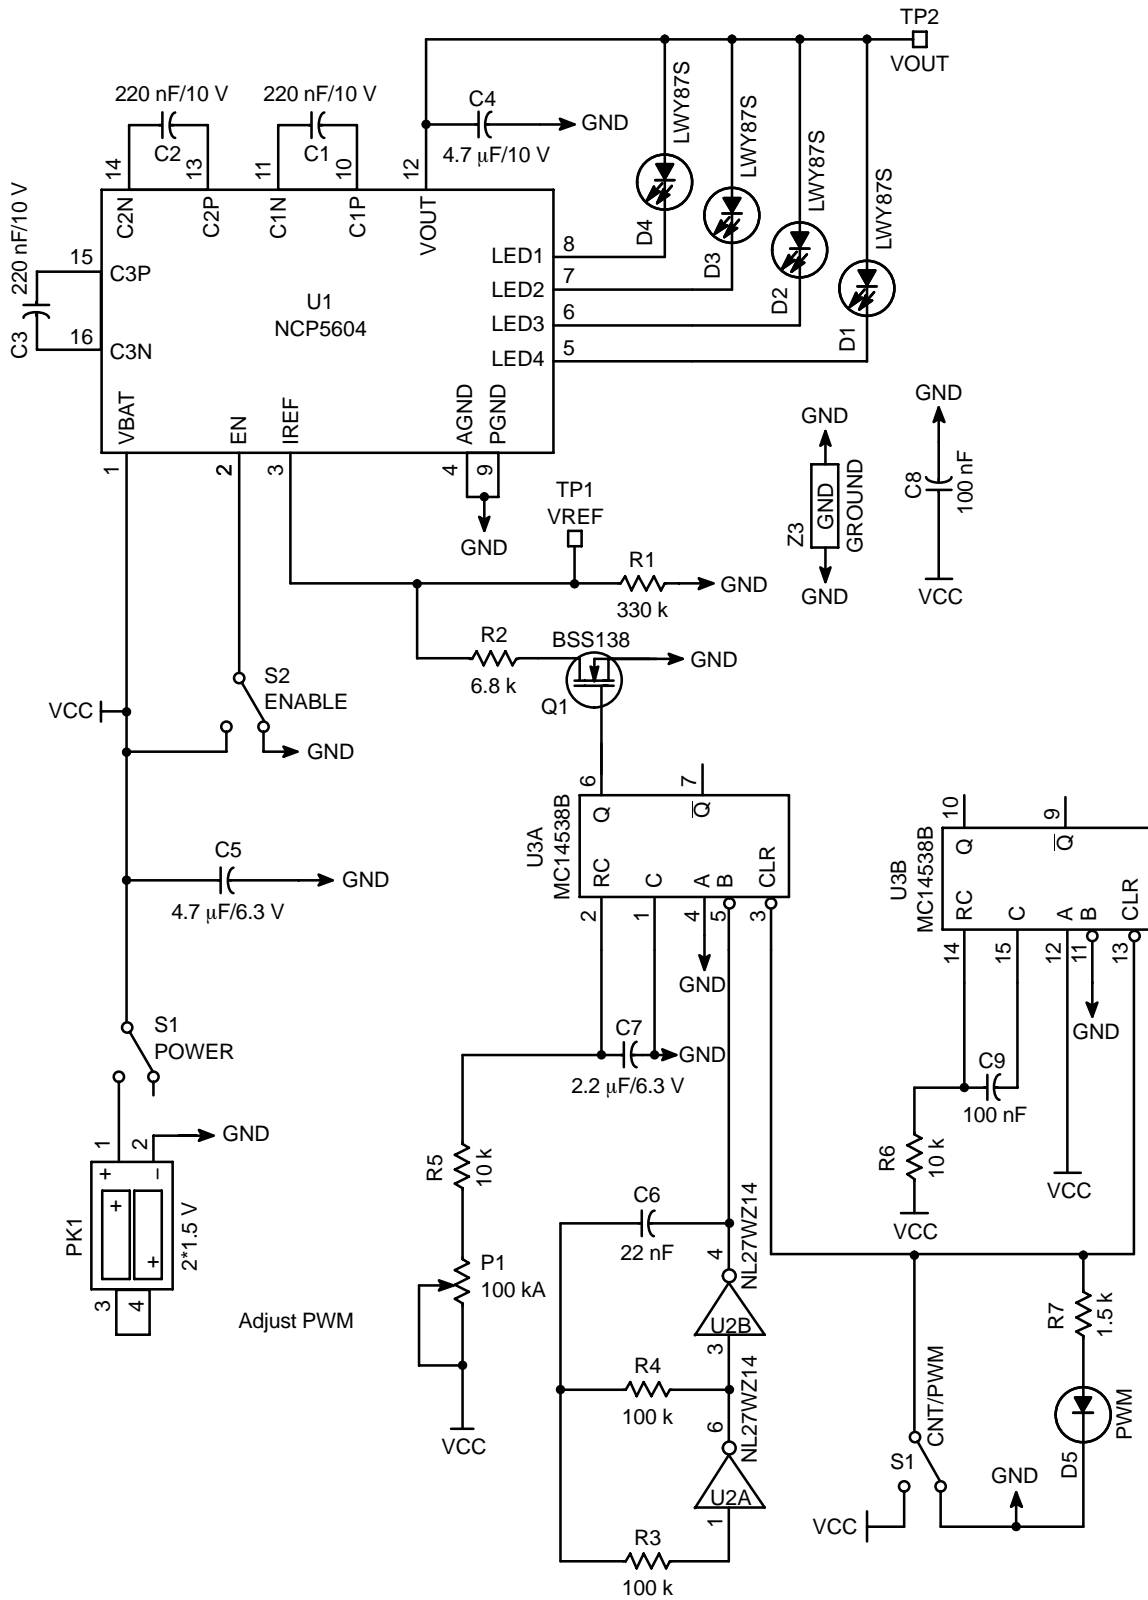 TP2
VOUT
220 nF/10 V
220 nF/10 V
C2
C1
14
13
11
10
12
C4
4.7 μF/10 V
GND
LWY87S
LWY87S
LWY87S
LWY87S
D4
D3
D2
D1
220 nF/10 V
C3
15
16
C2N
C2P
C1N
C1P
VOUT
C3P
C3N
U1
NCP5604
LED1
LED2
LED3
LED4
8
7
6
5
VBAT
EN
IREF
AGND
PGND
1
2
3
4
9
GND
TP1
VREF
R1
330 k
GND
GND
Z3
GND
GROUND
GND
GND
C8
100 nF
VCC
R2
6.8 k
BSS138
Q1
GND
VCC
S2
ENABLE
GND
C5
4.7 μF/6.3 V
GND
S1
POWER
1
2
GND
PK1
+
−
+
+
2*1.5 V
3
4
U3A
MC14538B
6
7
Q
Q
RC
C
A
B
CLR
2
1
4
5
3
GND
C7
2.2 μF/6.3 V
GND
U3B
MC14538B
10
9
Q
Q
RC
C
A
B
CLR
14
15
12
11
13
GND
C9
100 nF
R6
10 k
VCC
VCC
R5
10 k
P1
100 kA
Adjust PWM
VCC
C6
22 nF
4
NL27WZ14
U2B
3
R4
100 k
6
NL27WZ14
U2A
1
R3
100 k
R7
1.5 k
CNT/PWM
S1
VCC
GND
D5
PWM